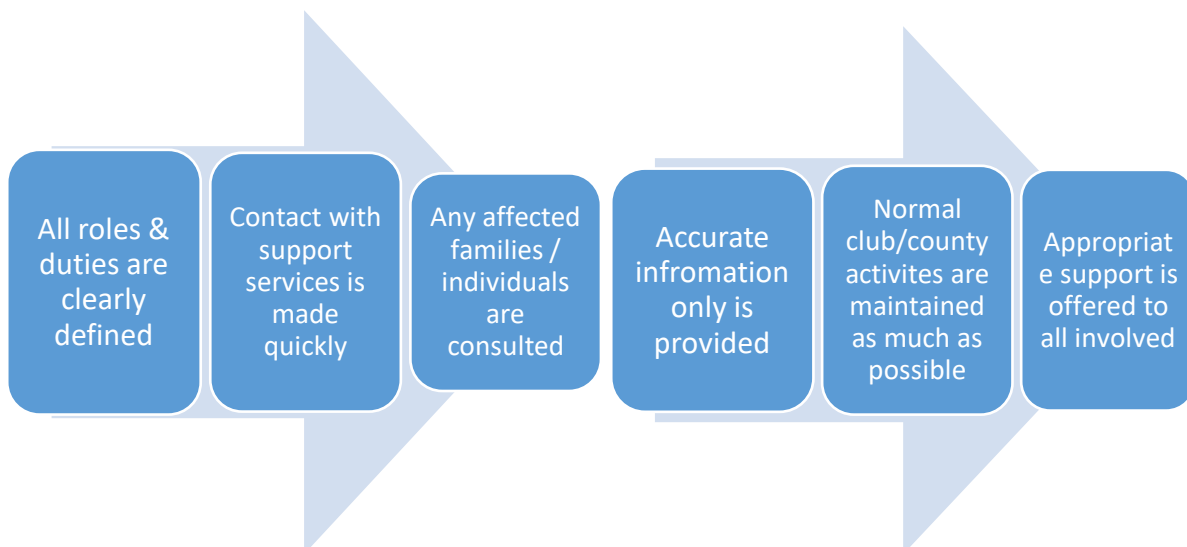 All roles &
duties are
clearly
defined
Contact with
support
services is
made
quickly
Any affected
families /
individuals
are
consulted
Accurate
infromation
only is
provided
Normal
club/county
activites are
maintained
as much as
possible
Appropriat
e support is
offered to
all involved